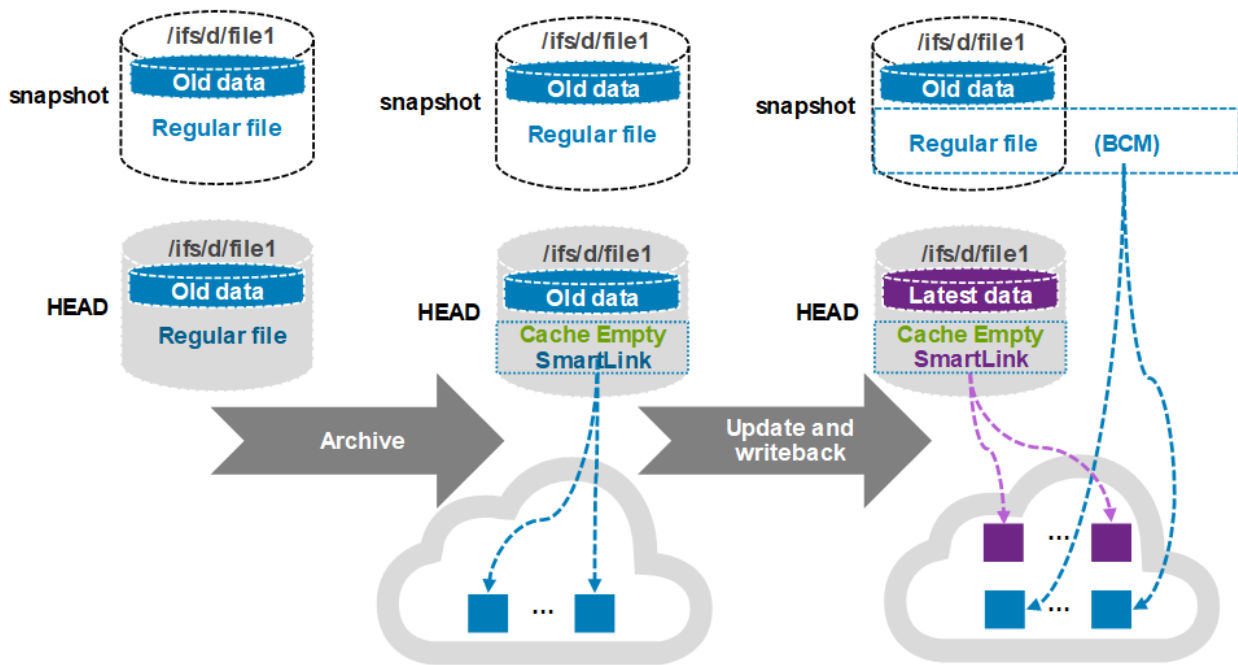 /ifs/d/file1
Old data
snapshot
Regular file
/ifs/d/file1
Old data
snapshot
Regular file
/ifs/d/file1
Old data
snapshot
Regular file
(BCM)
/ifs/d/file1
Old data
HEAD
Regular file
/ifs/d/file1
Old data
HEAD
Cache Empty
SmartLink
/ifs/d/file1
Latest data
HEAD
Cache Empty
SmartLink
Archive
Update and
writeback
...
...
...